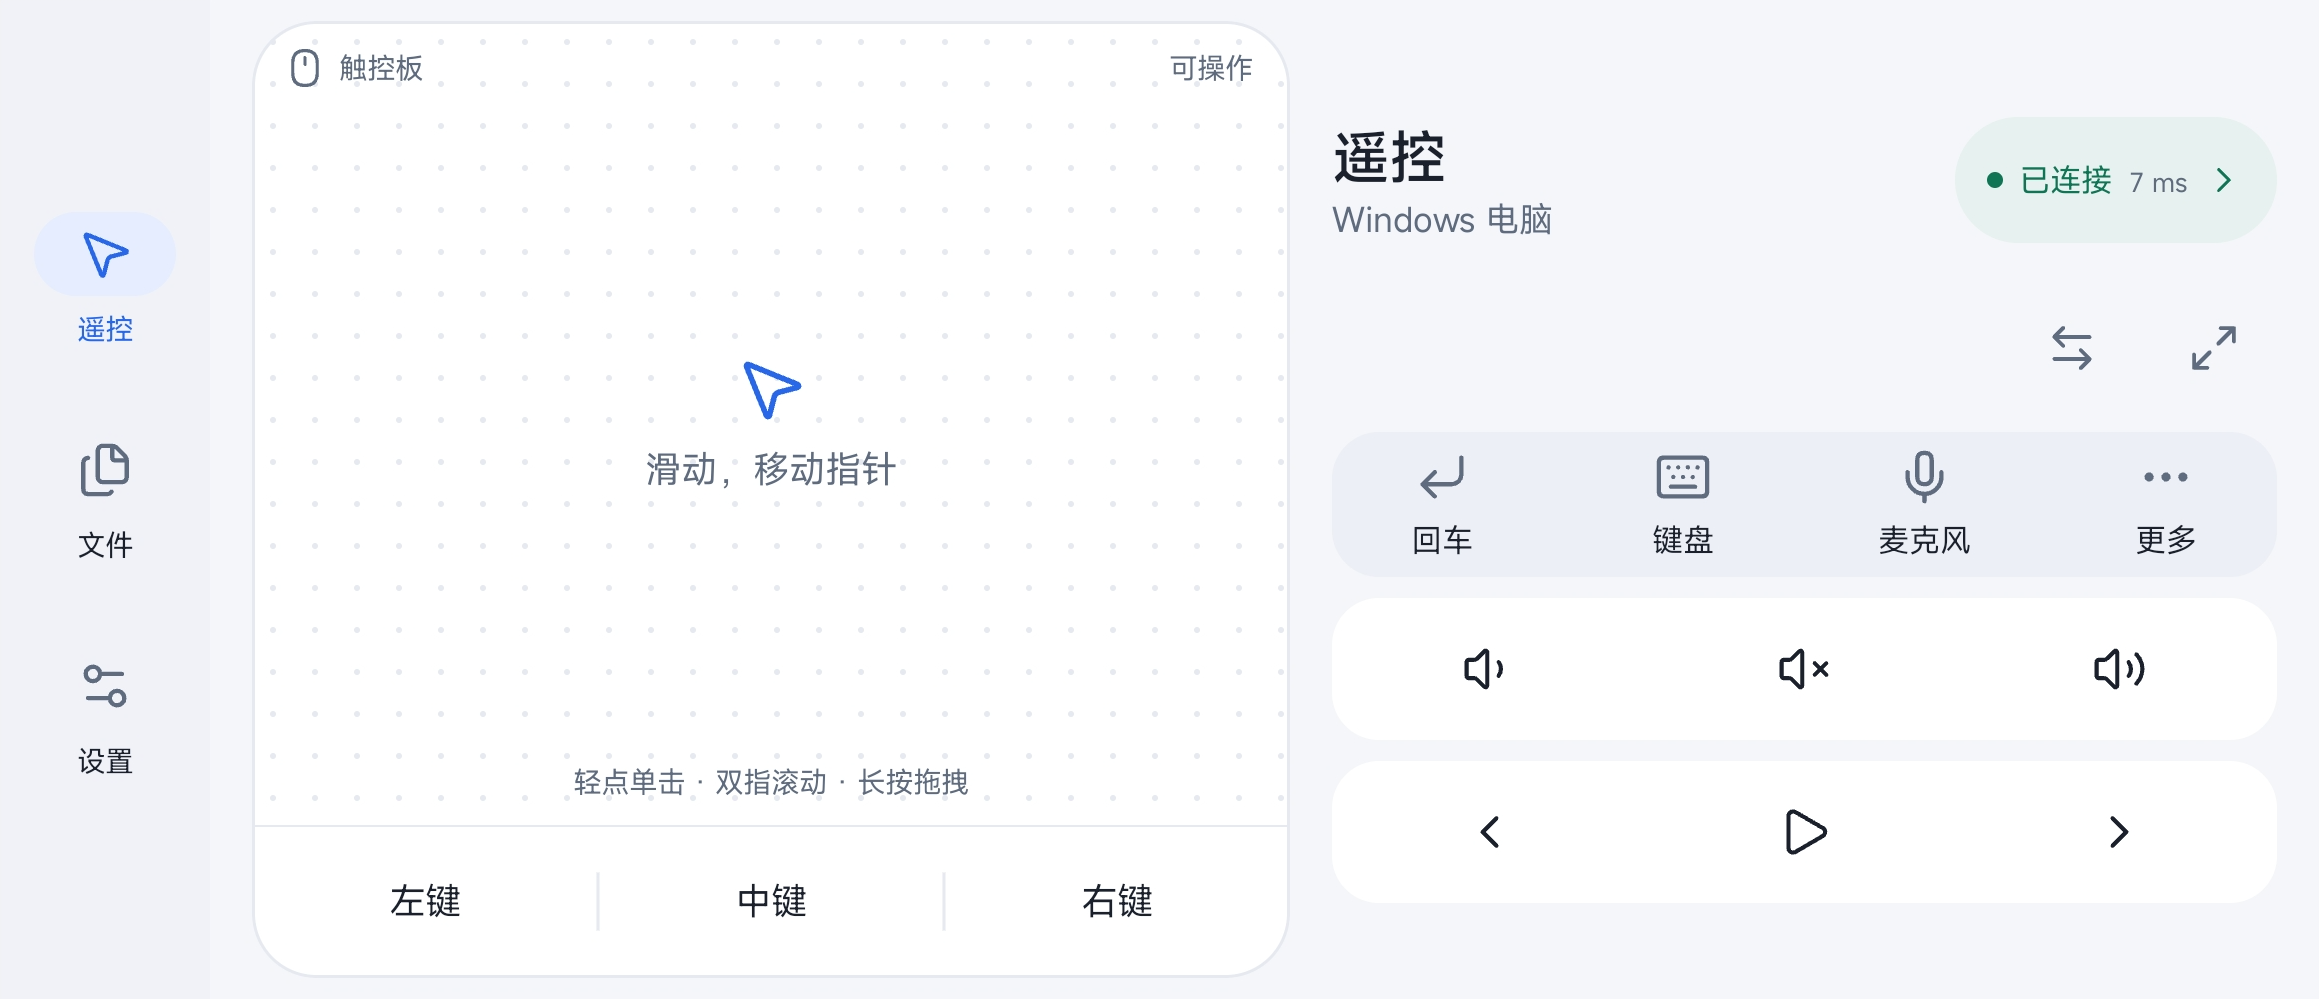 遥控
文件
设置
触控板
可操作
滑动，移动指针
轻点单击 · 双指滚动 · 长按拖拽
左键
中键
右键
遥控
Windows 电脑
已连接 7 ms
回车
键盘
麦克风
更多